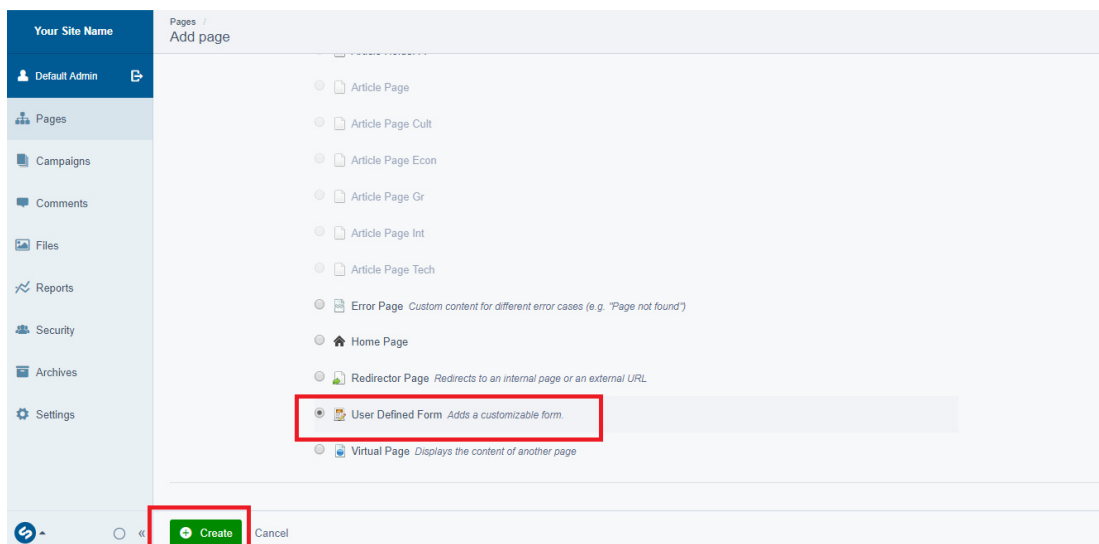 Your Site Name
Pages /
Add page
Default Admin
Pages
Campaigns
Comments
Files
Reports
Security
Archives
Settings
Article Page
Article Page Cult
Article Page Econ
Article Page Gr
Article Page Int
Article Page Tech
Error Page Custom content for different error cases (e.g. "Page not found")
Home Page
Redirector Page Redirects to an internal page or an external URL
User Defined Form Adds a customizable form.
Virtual Page Displays the content of another page
«
Create
Cancel